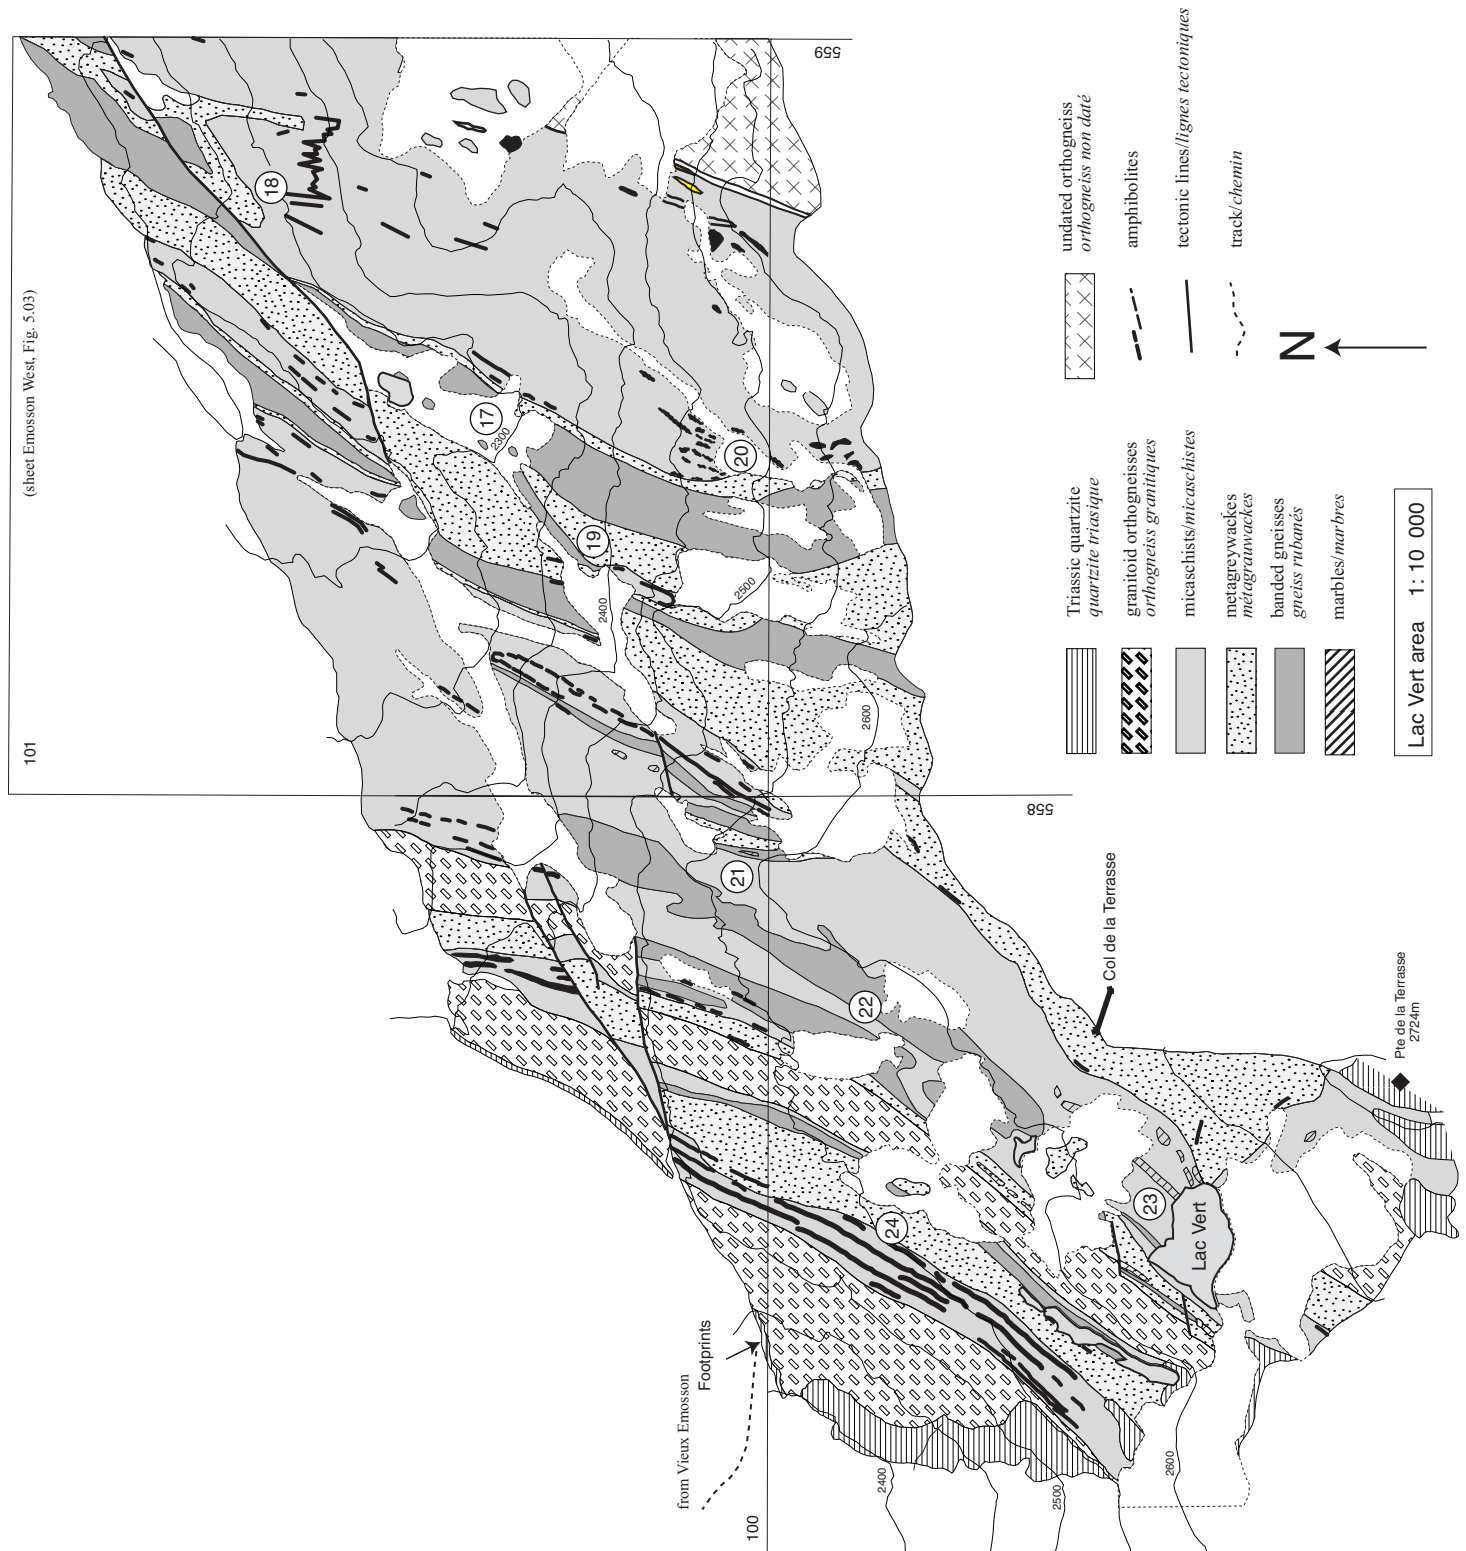 (sheet Emosson West, Fig. 5.03)
101
559
18
17
2300
20
19
2400
2500
2600
558
21
22
23
24
Lac Vert
Col de la Terrasse
Pte de la Terrasse
2724m
Footprints
from Vieux Emosson
100
2400
2500
2600
Triassic quartzite
quartzite triasique
granitoid orthogneisses
orthogneiss granitiques
micaschists/micaschistes
metagreywackes
métagrauwackes
banded gneisses
gneiss rubanés
marbles/marbres
undated orthogneiss
orthogneiss non daté
amphibolites
tectonic lines/lignes tectoniques
track/chemin
N
Lac Vert area 1: 10 000